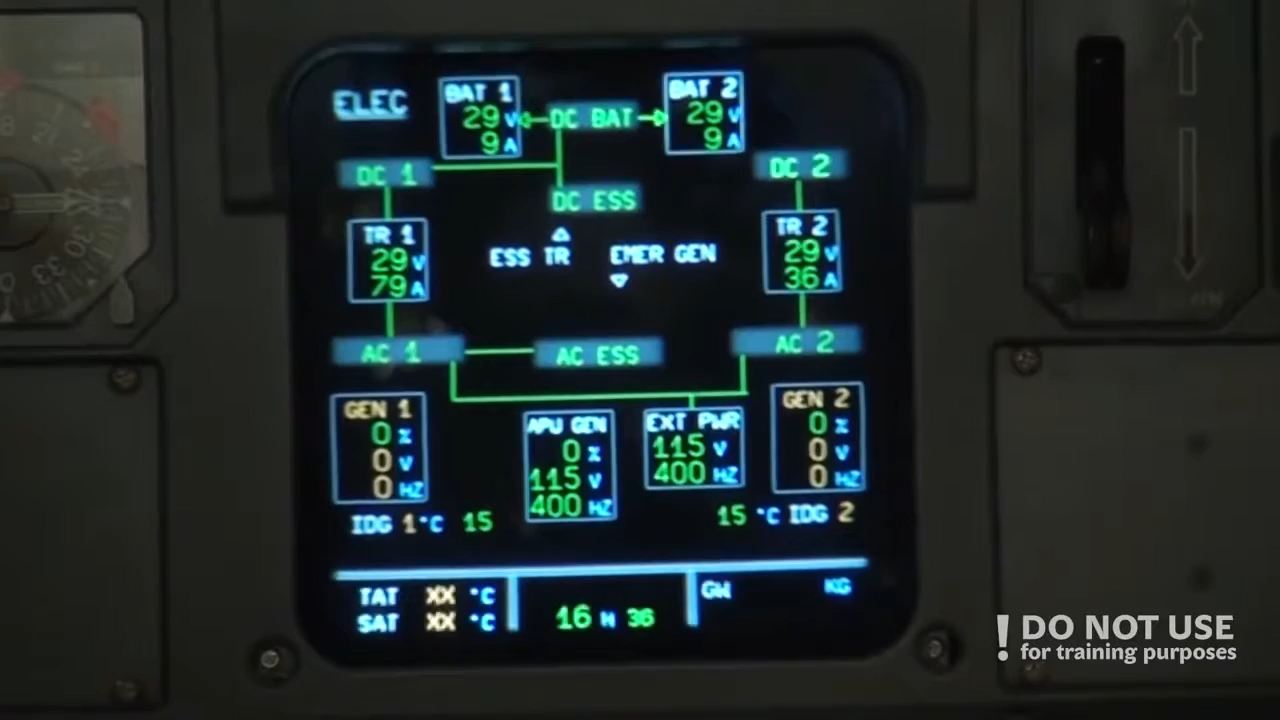 ELEC
BAT 1
29 V
9 A
DC BAT
BAT 2
29 V
9 A
DC 1
DC 2
DC ESS
TR 1
29 V
79 A
ESS TR
EMER GEN
TR 2
29 V
36 A
AC 1
AC ESS
AC 2
GEN 1
0 %
0 V
0 HZ
APU GEN
0 %
115 V
400 HZ
EXT PWR
115 V
400 HZ
GEN 2
0 %
0 V
0 HZ
IDG 1 °C 15
15 °C IDG 2
TAT XX °C
SAT XX °C
16 H 36
GW KG
! DO NOT USE
for training purposes